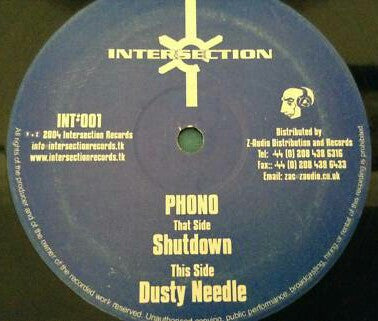 INTERSECTION
INT#001
℗ © 2004 Intersection Records
info-intersectionrecords.tk
www.intersectionrecords.tk
Distributed by
Z-Audio Distribution and Records
Tel: +44 (0) 208 438 6316
Fax:: +44 (0) 208 438 6433
Email: zac-zaudio.co.uk
PHONO
That Side
Shutdown
This Side
Dusty Needle
All rights of the producer and of the owner of the recorded work reserved. Unauthorised copying, public performance, broadcasting, hiring or rental of this recording is prohibited.